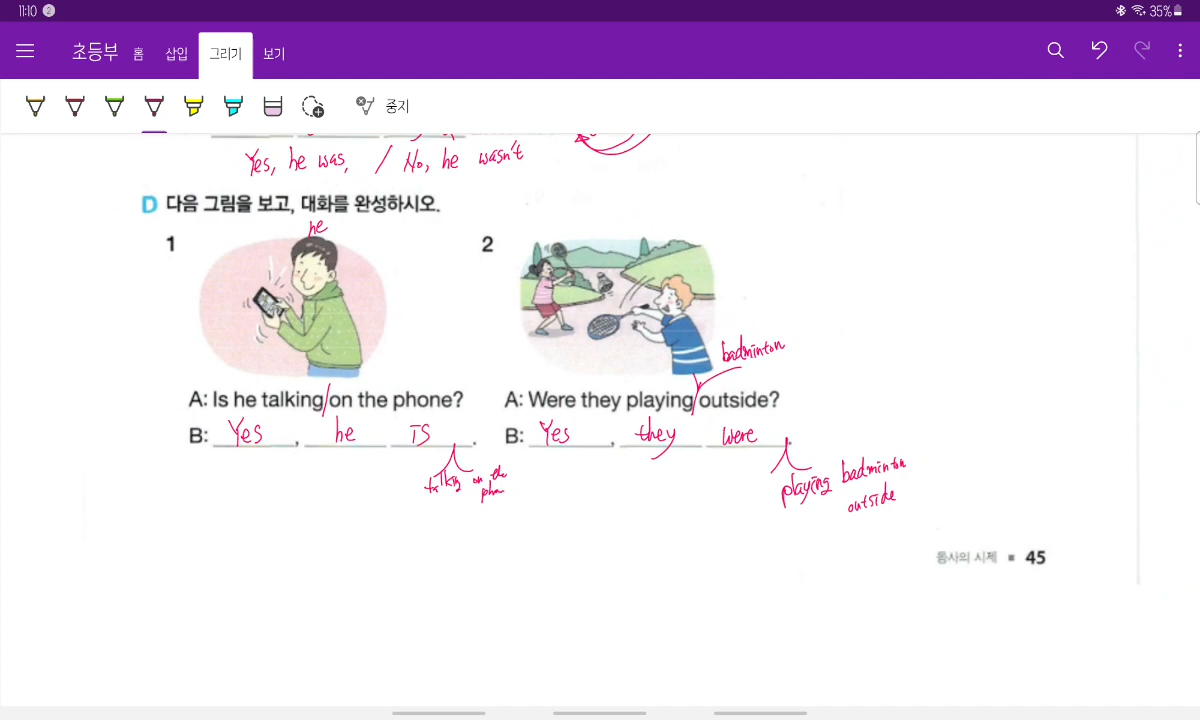 11:10 2 35%
초등부 홈 삽입 그리기 보기
중지
Yes, he was, / No, he wasn't
D 다음 그림을 보고, 대화를 완성하시오.
he
1 2
badminton
A: Is he talking/on the phone? A: Were they playing/outside?
B: Yes, he is. B: Yes, they were.
talking on the phone
playing badminton
outside
동사의 시제 ■ 45